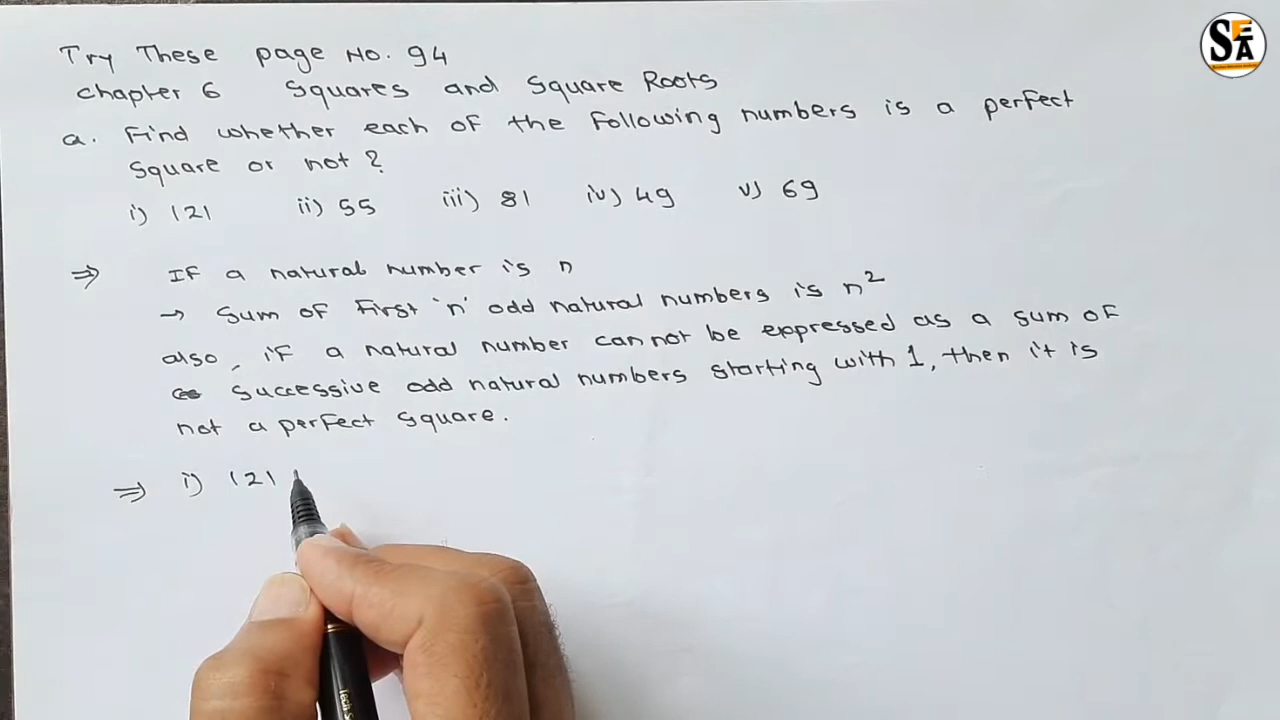 Try These page No. 94
chapter 6 Squares and Square Roots
a. Find whether each of the following numbers is a perfect
square or not?
i) 121 ii) 55 iii) 81 iv) 49 v) 69
⇒ If a natural number is n
→ Sum of First 'n' odd natural numbers is n²
also, if a natural number cannot be expressed as a sum of
successive odd natural numbers starting with 1, then it is
not a perfect square.
⇒ i) 121
SETA
Tech